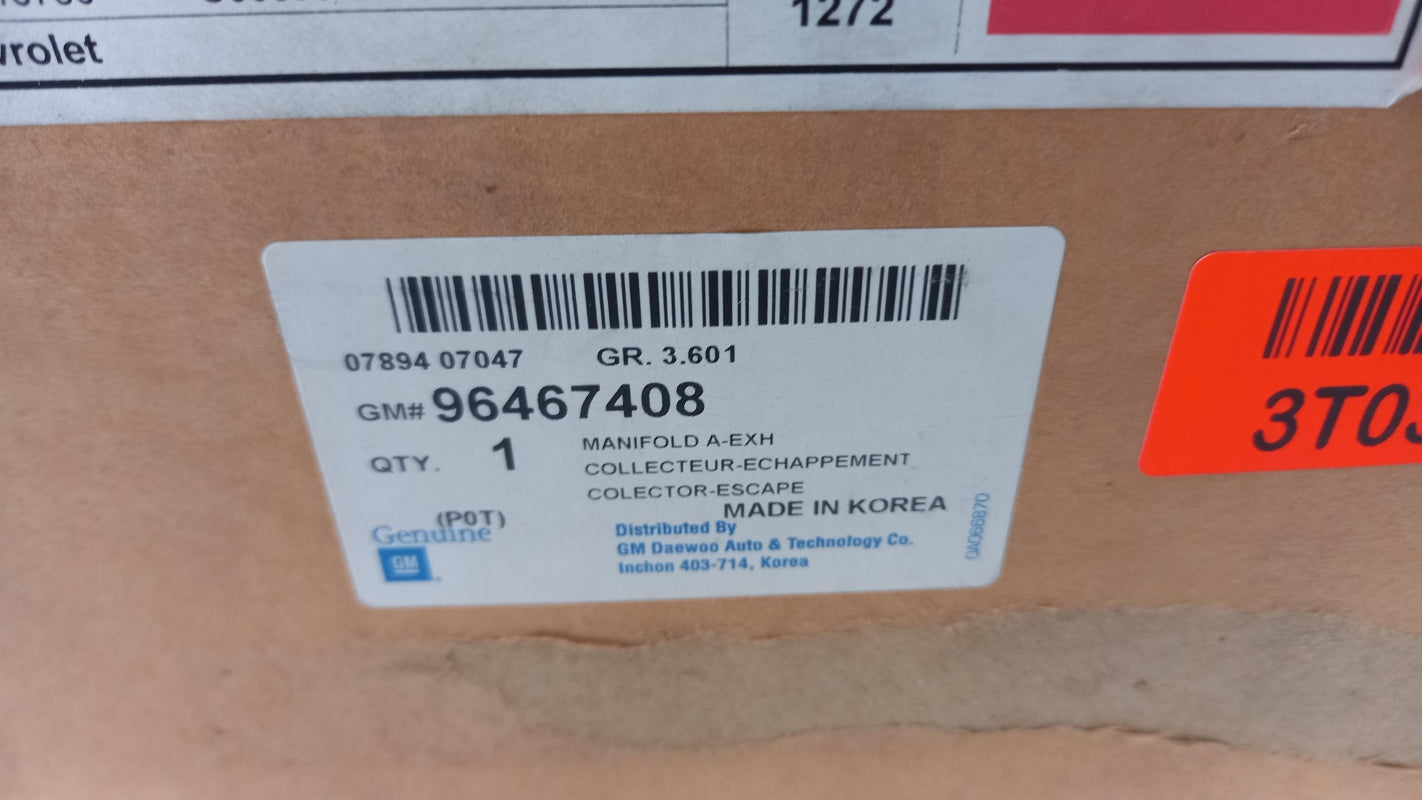 1272
vrolet
07894 07047 GR. 3.601
GM# 96467408
QTY. 1 MANIFOLD A-EXH
COLLECTEUR-ECHAPPEMENT
COLECTOR-ESCAPE
MADE IN KOREA
(P0T)
Genuine
GM
Distributed By
GM Daewoo Auto & Technology Co.
Inchon 403-714, Korea
0A066870
3T0